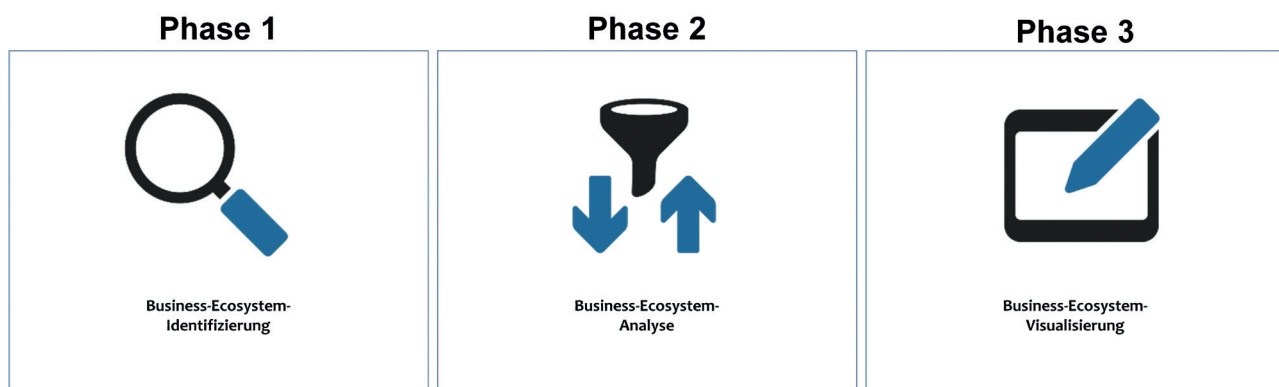 Phase 1
Business-Ecosystem-
Identifizierung
Phase 2
Business-Ecosystem-
Analyse
Phase 3
Business-Ecosystem-
Visualisierung